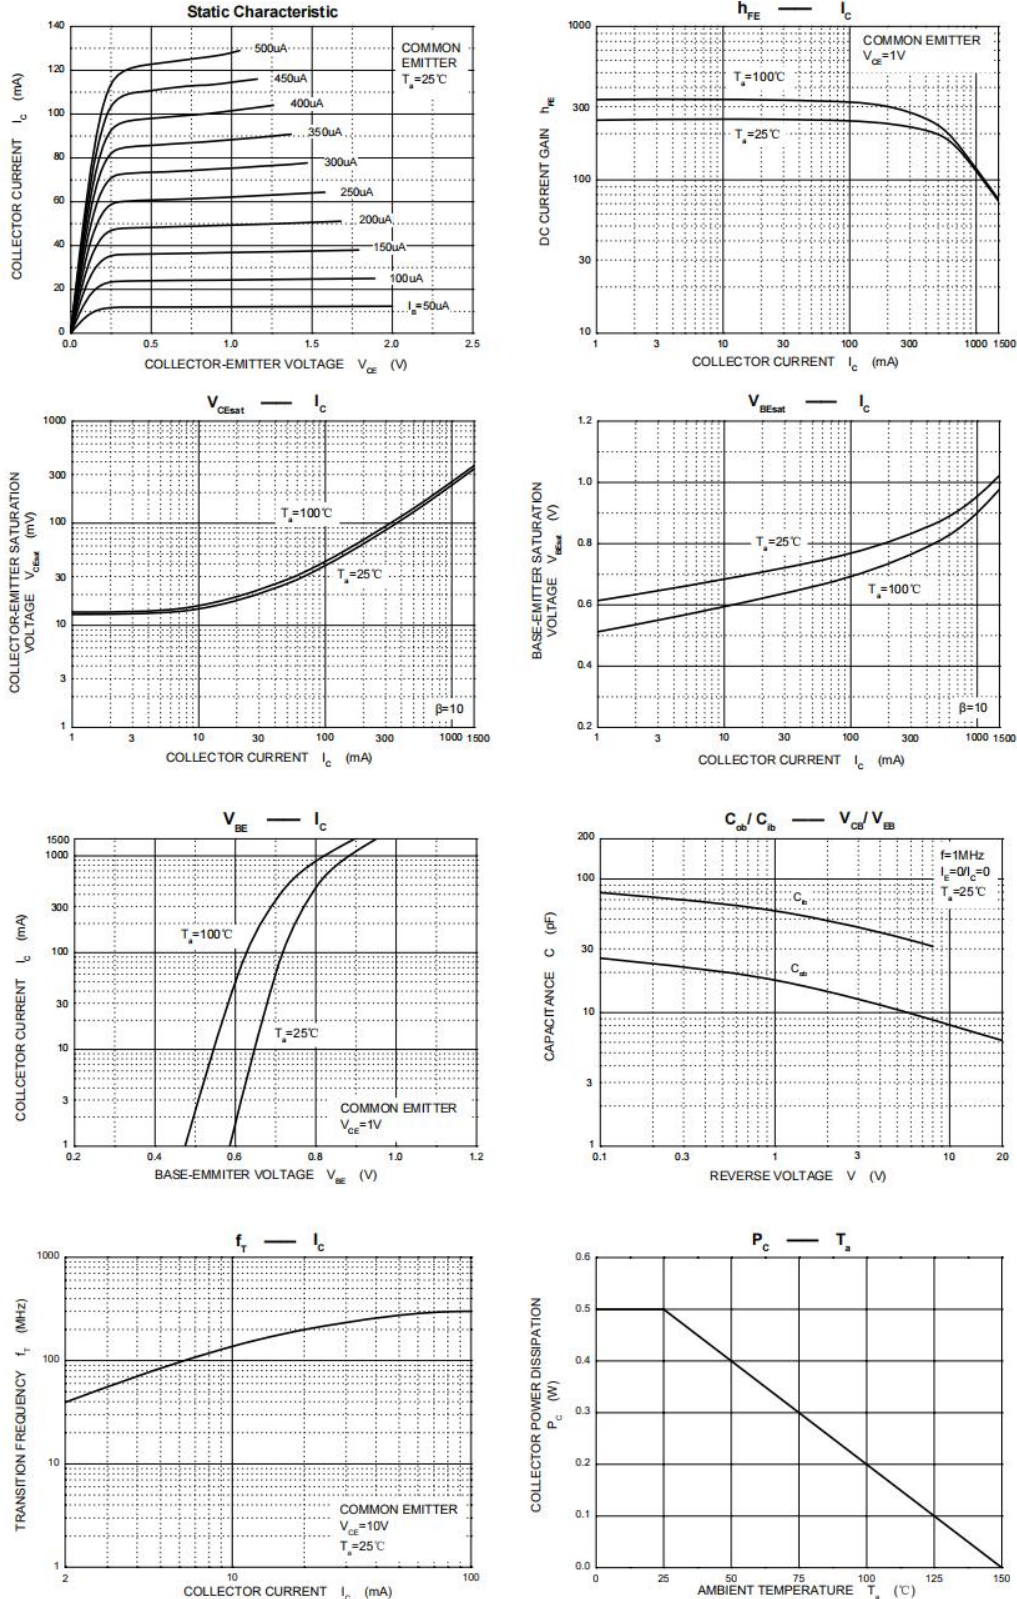 Static Characteristic
140
120
100
80
60
40
20
0
0.0
0.5
1.0
1.5
2.0
2.5
COLLECTOR CURRENT I_C (mA)
500uA
450uA
400uA
350uA
300uA
250uA
200uA
150uA
100uA
I_B=50uA
COMMON
EMITTER
T_a=25℃
COLLECTOR-EMITTER VOLTAGE V_CE (V)
h_FE —— I_C
1000
300
100
30
10
1
3
10
30
100
300
1000
1500
DC CURRENT GAIN h_FE
COMMON EMITTER
V_CE=1V
T_a=100℃
T_a=25℃
COLLECTOR CURRENT I_C (mA)
V_CEsat —— I_C
1000
300
100
30
10
3
1
1
3
10
30
100
300
1000
1500
COLLECTOR-EMITTER SATURATION
VOLTAGE V_CEsat (mV)
T_a=100℃
T_a=25℃
β=10
COLLECTOR CURRENT I_C (mA)
V_BEsat —— I_C
1.2
1.0
0.8
0.6
0.4
0.2
1
3
10
30
100
300
1000
1500
BASE-EMITTER SATURATION
VOLTAGE V_BEsat (V)
T_a=25℃
T_a=100℃
β=10
COLLECTOR CURRENT I_C (mA)
V_BE —— I_C
1500
1000
300
100
30
10
3
1
0.2
0.4
0.6
0.8
1.0
1.2
COLLCETOR CURRENT I_C (mA)
T_a=100℃
T_a=25℃
COMMON EMITTER
V_CE=1V
BASE-EMMITER VOLTAGE V_BE (V)
C_ob/ C_ib —— V_CB/ V_EB
200
100
30
10
3
1
0.1
0.3
1
3
10
20
CAPACITANCE C (pF)
f=1MHz
I_E=0/I_C=0
T_a=25℃
C_ib
C_ob
REVERSE VOLTAGE V (V)
f_T —— I_C
1000
100
10
1
2
10
100
TRANSITION FREQUENCY f_T (MHz)
COMMON EMITTER
V_CE=10V
T_a=25℃
COLLECTOR CURRENT I_C (mA)
P_C —— T_a
0.6
0.5
0.4
0.3
0.2
0.1
0.0
0
25
50
75
100
125
150
COLLECTOR POWER DISSIPATION
P_C (W)
AMBIENT TEMPERATURE T_a (℃)